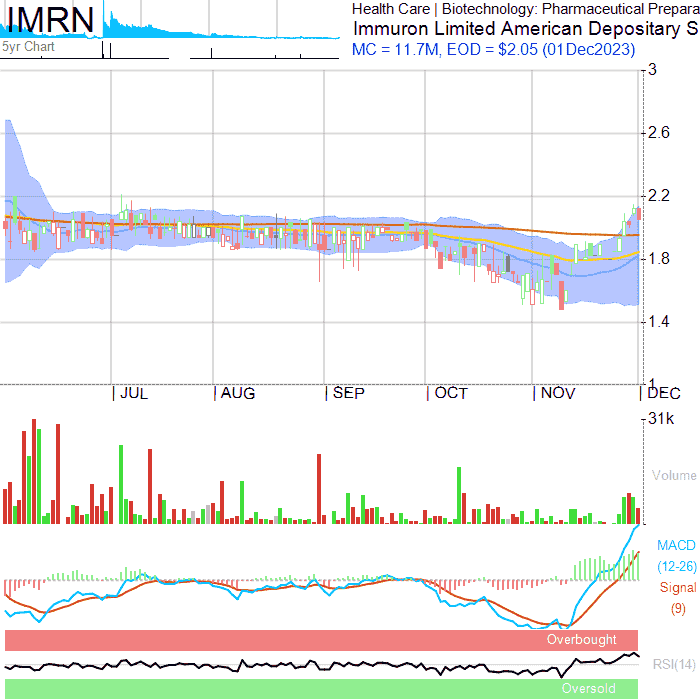 IMRN
5yr Chart
Health Care | Biotechnology: Pharmaceutical Prepara
Immuron Limited American Depositary S
MC = 11.7M, EOD = $2.05 (01Dec2023)
3
2.6
2.2
1.8
1.4
1
JUL AUG SEP OCT NOV DEC
31k
Volume
MACD
(12-26)
Signal
(9)
Overbought
RSI(14)
Oversold